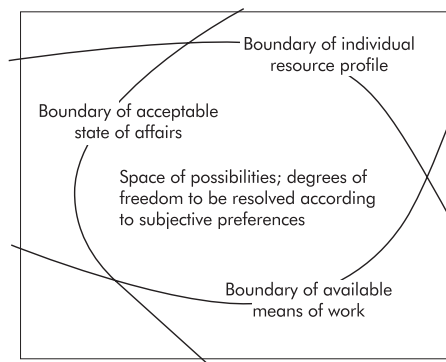 Boundary of individual
resource profile
Boundary of acceptable
state of affairs
Space of possibilities; degrees of
freedom to be resolved according
to subjective preferences
Boundary of available
means of work